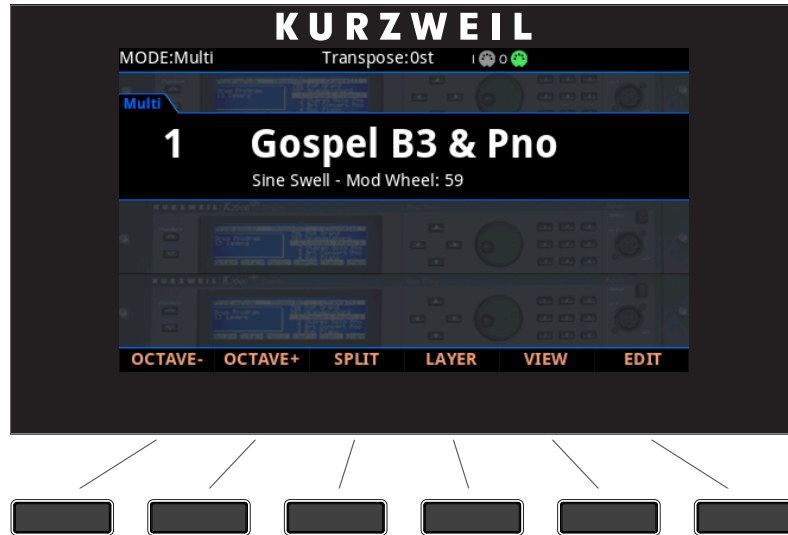 KURZWEIL
MODE:Multi Transpose:0st I O
Multi
1 Gospel B3 & Pno
Sine Swell - Mod Wheel: 59
OCTAVE- OCTAVE+ SPLIT LAYER VIEW EDIT